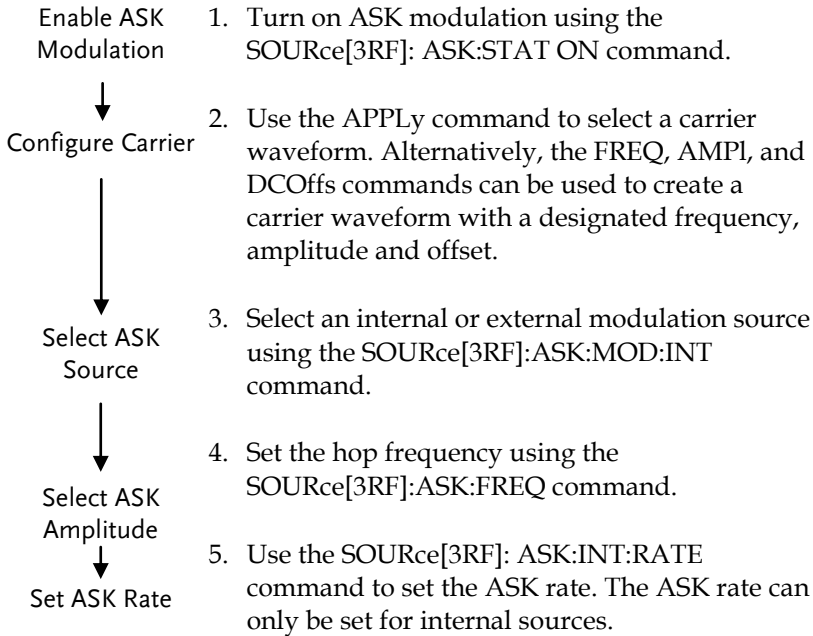 Enable ASK
Modulation
1. Turn on ASK modulation using the
SOURce[3RF]: ASK:STAT ON command.
Configure Carrier
2. Use the APPLy command to select a carrier
waveform. Alternatively, the FREQ, AMPl, and
DCOffs commands can be used to create a
carrier waveform with a designated frequency,
amplitude and offset.
Select ASK
Source
3. Select an internal or external modulation source
using the SOURce[3RF]:ASK:MOD:INT
command.
Select ASK
Amplitude
4. Set the hop frequency using the
SOURce[3RF]:ASK:FREQ command.
Set ASK Rate
5. Use the SOURce[3RF]: ASK:INT:RATE
command to set the ASK rate. The ASK rate can
only be set for internal sources.